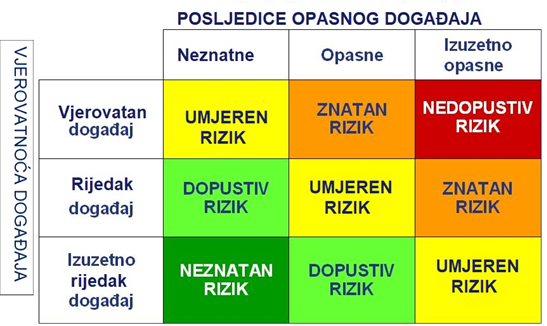 POSLJEDICE OPASNOG DOGAĐAJA
Neznatne
Opasne
Izuzetno
opasne
VJEROVATNOĆA DOGAĐAJA
Vjerovatan
događaj
UMJEREN
RIZIK
ZNATAN
RIZIK
NEDOPUSTIV
RIZIK
Rijedak
događaj
DOPUSTIV
RIZIK
UMJEREN
RIZIK
ZNATAN
RIZIK
Izuzetno
rijedak
događaj
NEZNATAN
RIZIK
DOPUSTIV
RIZIK
UMJEREN
RIZIK